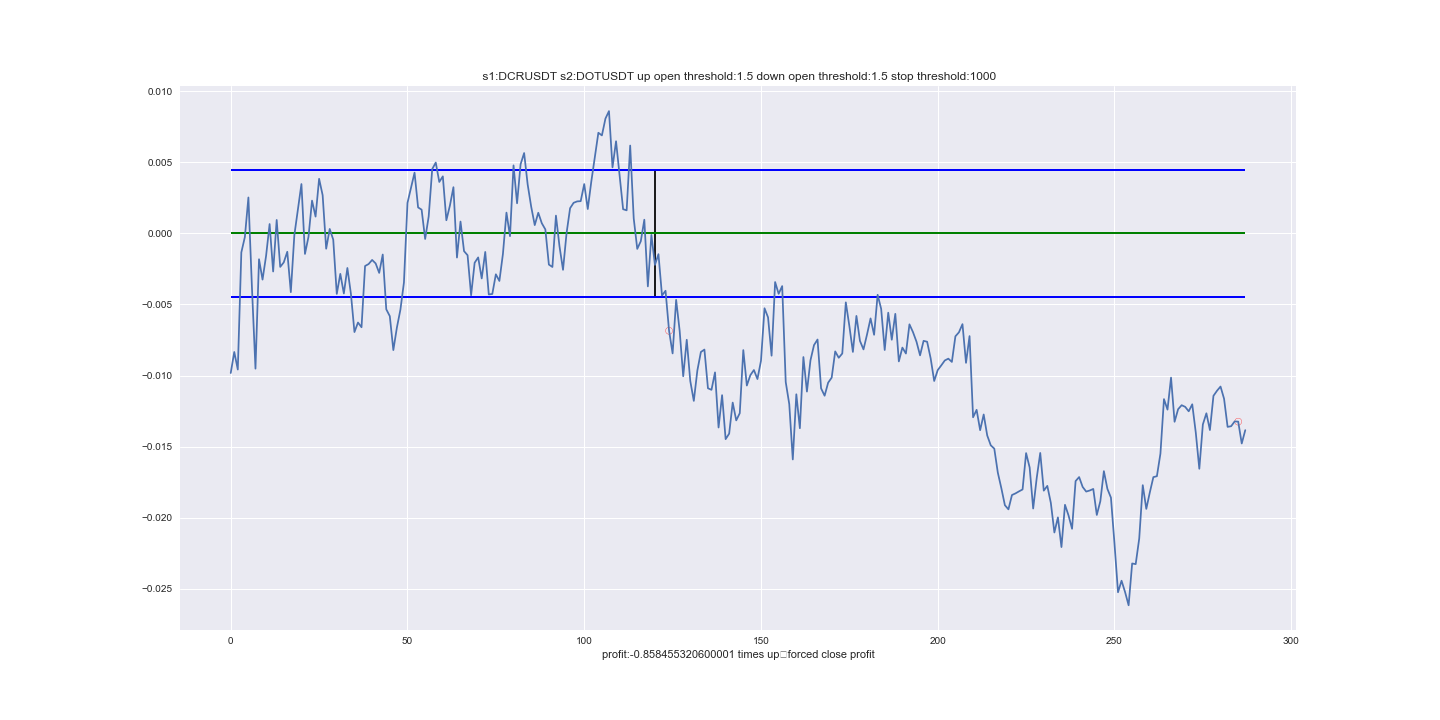 s1:DCRUSDT s2:DOTUSDT up open threshold:1.5 down open threshold:1.5 stop threshold:1000
0.010
0.005
0.000
−0.005
−0.010
−0.015
−0.020
−0.025
0 50 100 150 200 250 300
profit:-0.858455320600001 times up□forced close profit